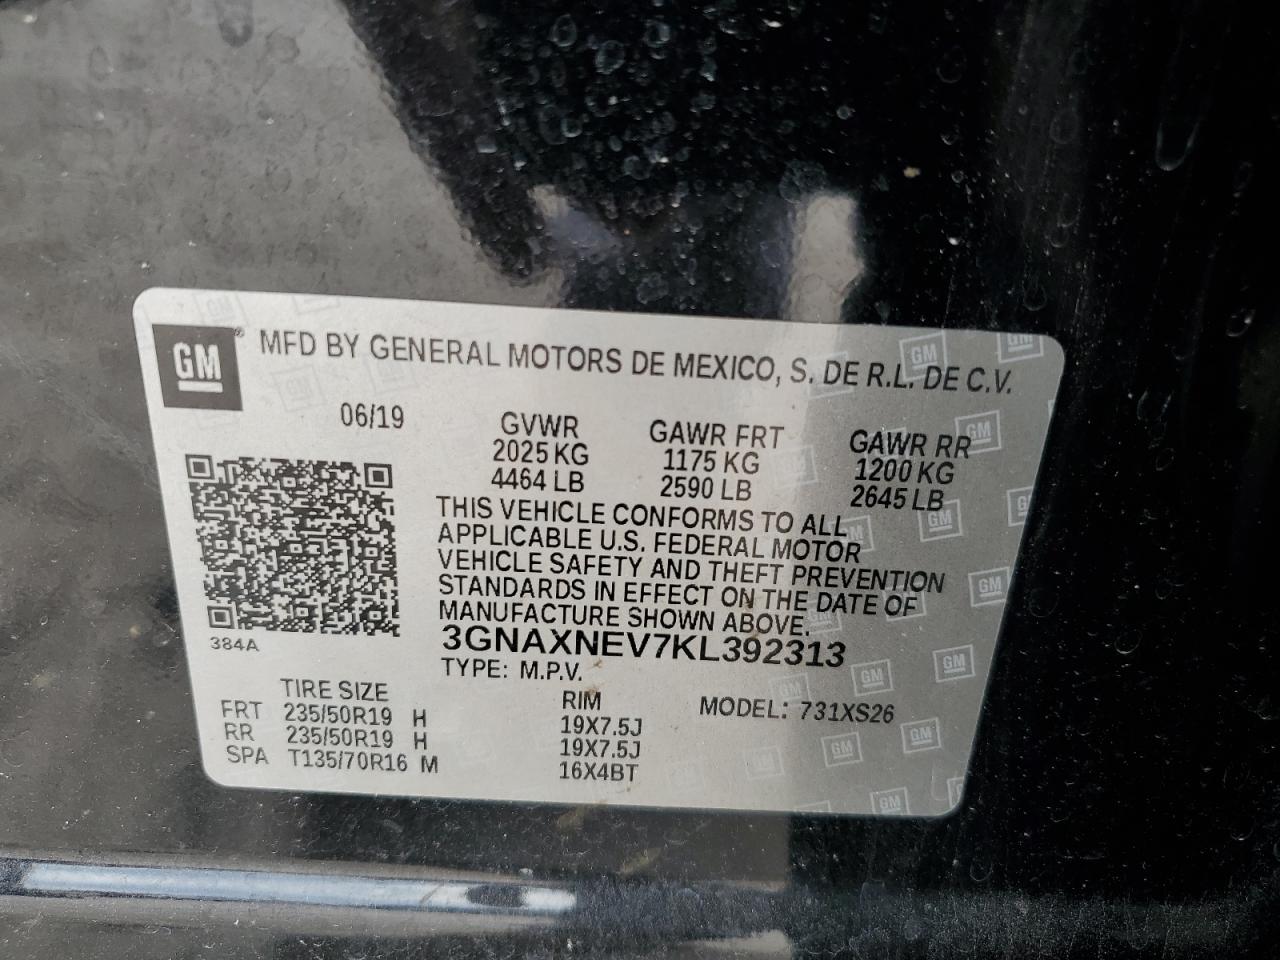 GM ® MFD BY GENERAL MOTORS DE MEXICO, S. DE R.L. DE C.V.
06/19 GVWR GAWR FRT GAWR RR
2025 KG 1175 KG 1200 KG
4464 LB 2590 LB 2645 LB
THIS VEHICLE CONFORMS TO ALL
APPLICABLE U.S. FEDERAL MOTOR
VEHICLE SAFETY AND THEFT PREVENTION
STANDARDS IN EFFECT ON THE DATE OF
MANUFACTURE SHOWN ABOVE.
384A 3GNAXNEV7KL392313
TYPE: M.P.V.
TIRE SIZE RIM MODEL: 731XS26
FRT 235/50R19 H 19X7.5J
RR 235/50R19 H 19X7.5J
SPA T135/70R16 M 16X4BT